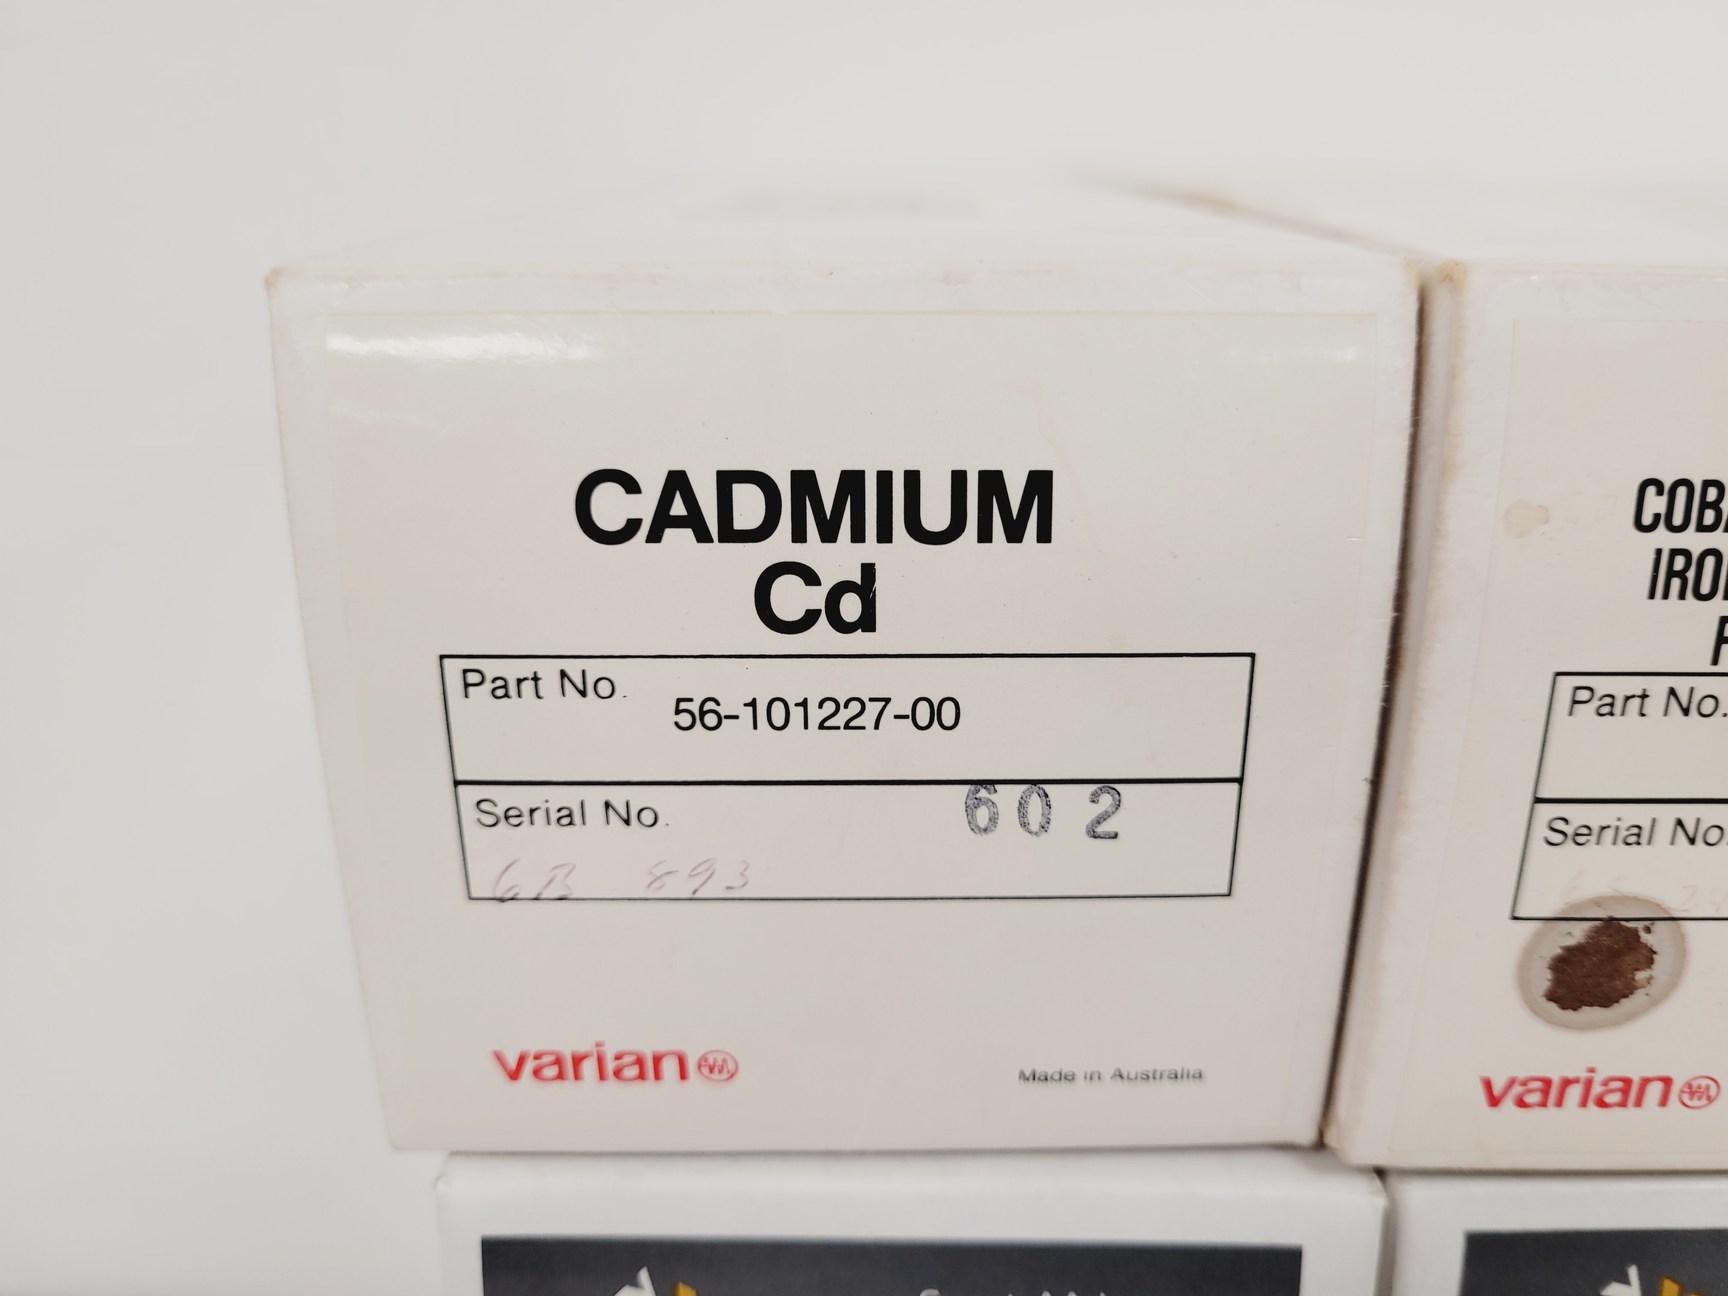 CADMIUM
Cd
Part No.
56-101227-00
Serial No.
602
6B 893
varian
Made in Australia
Part No.
Serial No.
varian